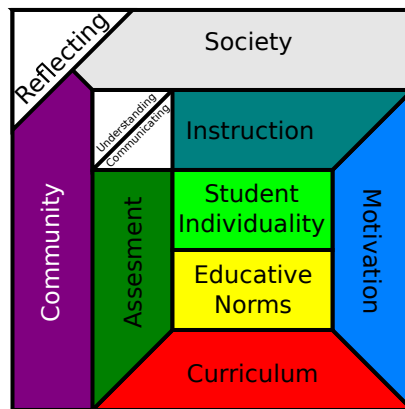 Reflecting
Society
Understanding
Communicating
Instruction
Community
Assesment
Student
Individuality
Educative
Norms
Motivation
Curriculum